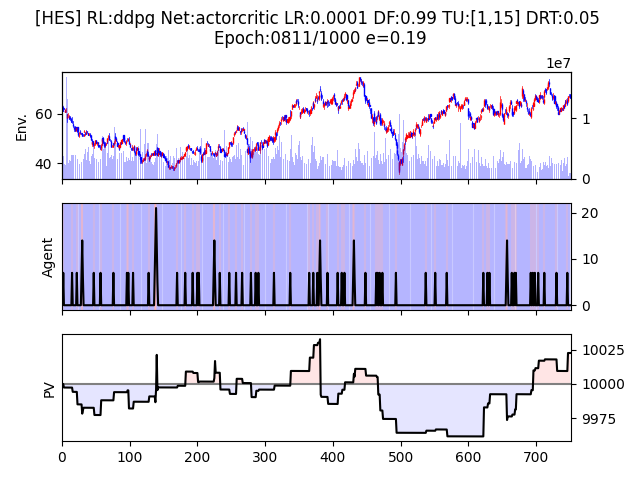 [HES] RL:ddpg Net:actorcritic LR:0.0001 DF:0.99 TU:[1,15] DRT:0.05
Epoch:0811/1000 e=0.19
1e7
Env.
60
40
1
0
Agent
20
10
0
PV
10025
10000
9975
0 100 200 300 400 500 600 700